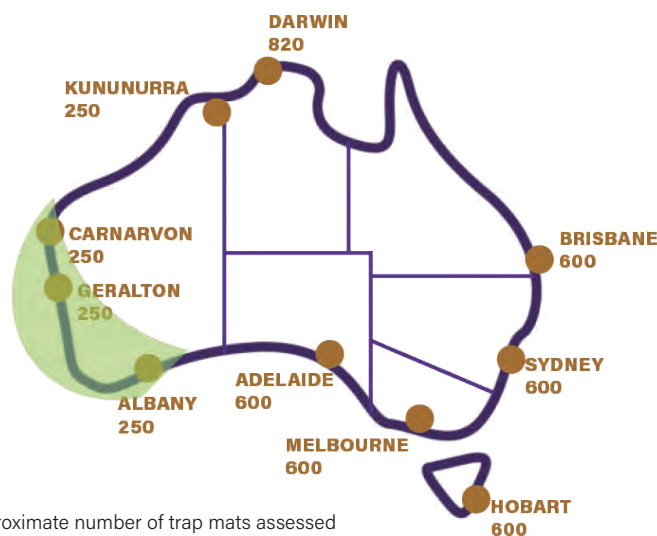 DARWIN
820
KUNUNURRA
250
CARNARVON
250
GERALTON
250
ALBANY
250
ADELAIDE
600
MELBOURNE
600
BRISBANE
600
SYDNEY
600
HOBART
600
number of trap mats assessed